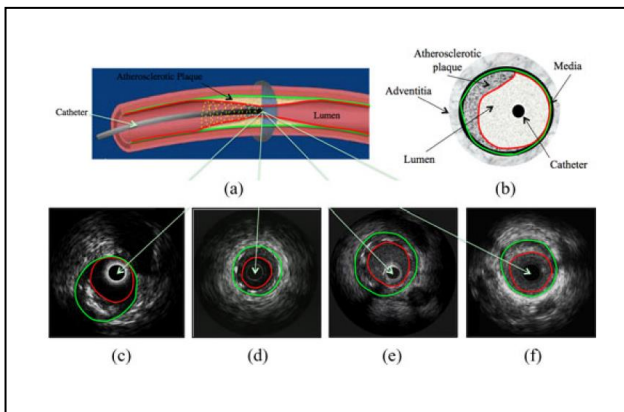 Atherosclerotic Plaque
Catheter
Lumen
(a)
Atherosclerotic
plaque
Media
Adventitia
Lumen
Catheter
(b)
(c)
(d)
(e)
(f)